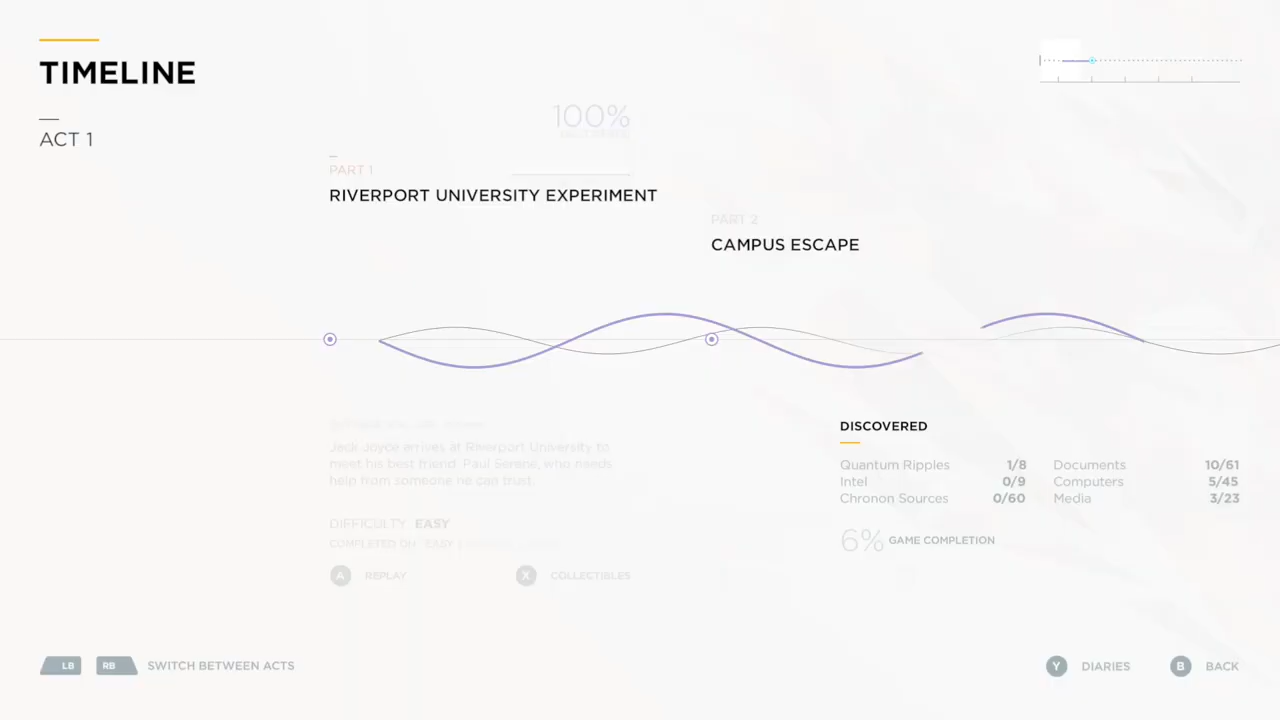 TIMELINE
ACT 1
100%
PART 1
RIVERPORT UNIVERSITY EXPERIMENT
PART 2
CAMPUS ESCAPE
Jack Joyce arrives at Riverport University to
meet his best friend, Paul Serene, who needs
help from someone he can trust.
DIFFICULTY: EASY
COMPLETED ON: EASY
A REPLAY
X COLLECTIBLES
DISCOVERED
Quantum Ripples 1/8
Intel 0/9
Chronon Sources 0/60
Documents 10/61
Computers 5/45
Media 3/23
6% GAME COMPLETION
LB RB SWITCH BETWEEN ACTS
Y DIARIES
B BACK